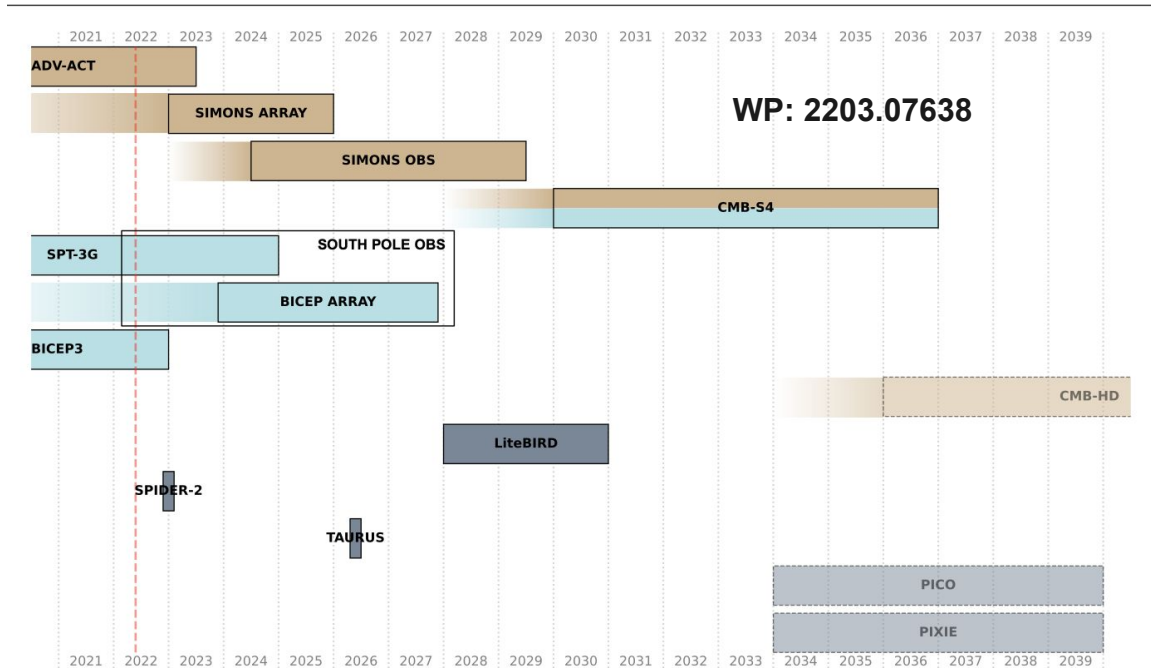 2021 2022 2023 2024 2025 2026 2027 2028 2029 2030 2031 2032 2033 2034 2035 2036 2037 2038 2039
ADV-ACT
SIMONS ARRAY
WP: 2203.07638
SIMONS OBS
CMB-S4
SOUTH POLE OBS
SPT-3G
BICEP ARRAY
BICEP3
CMB-HD
LiteBIRD
SPIDER-2
TAURUS
PICO
PIXIE
2021 2022 2023 2024 2025 2026 2027 2028 2029 2030 2031 2032 2033 2034 2035 2036 2037 2038 2039